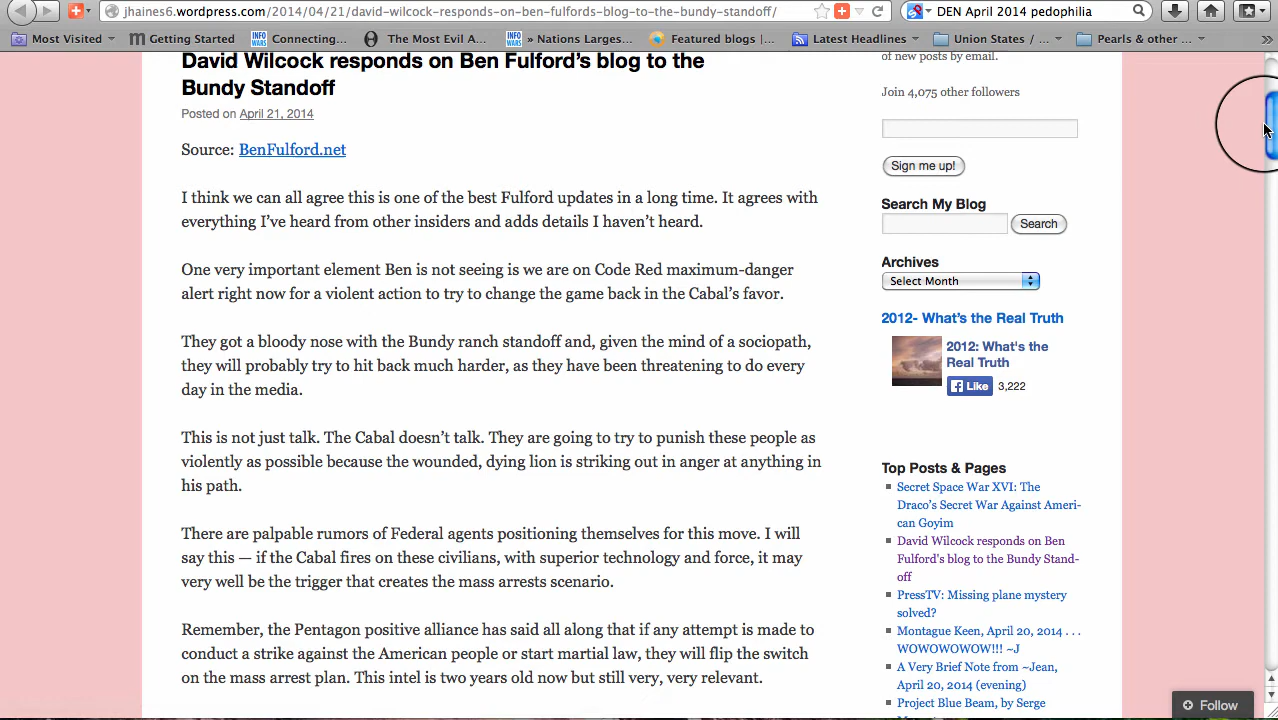 jhaines6.wordpress.com/2014/04/21/david-wilcock-responds-on-ben-fulfords-blog-to-the-bundy-standoff/
DEN April 2014 pedophilia
Most Visited
Getting Started
INFO WARS
Connecting...
The Most Evil A...
INFO WARS
» Nations Larges...
Featured blogs |...
Latest Headlines
Union States / ...
Pearls & other ...
David Wilcock responds on Ben Fulford’s blog to the
Bundy Standoff
Posted on April 21, 2014
Source: BenFulford.net
I think we can all agree this is one of the best Fulford updates in a long time. It agrees with
everything I’ve heard from other insiders and adds details I haven’t heard.
One very important element Ben is not seeing is we are on Code Red maximum-danger
alert right now for a violent action to try to change the game back in the Cabal’s favor.
They got a bloody nose with the Bundy ranch standoff and, given the mind of a sociopath,
they will probably try to hit back much harder, as they have been threatening to do every
day in the media.
This is not just talk. The Cabal doesn’t talk. They are going to try to punish these people as
violently as possible because the wounded, dying lion is striking out in anger at anything in
his path.
There are palpable rumors of Federal agents positioning themselves for this move. I will
say this — if the Cabal fires on these civilians, with superior technology and force, it may
very well be the trigger that creates the mass arrests scenario.
Remember, the Pentagon positive alliance has said all along that if any attempt is made to
conduct a strike against the American people or start martial law, they will flip the switch
on the mass arrest plan. This intel is two years old now but still very, very relevant.
of new posts by email.
Join 4,075 other followers
Sign me up!
Search My Blog
Search
Archives
Select Month
2012- What’s the Real Truth
2012: What's the
Real Truth
Like 3,222
Top Posts & Pages
Secret Space War XVI: The
Draco’s Secret War Against Ameri-
can Goyim
David Wilcock responds on Ben
Fulford's blog to the Bundy Stand-
off
PressTV: Missing plane mystery
solved?
Montague Keen, April 20, 2014 . . .
WOWOWOWOW!!! ~J
A Very Brief Note from ~Jean,
April 20, 2014 (evening)
Project Blue Beam, by Serge
Follow